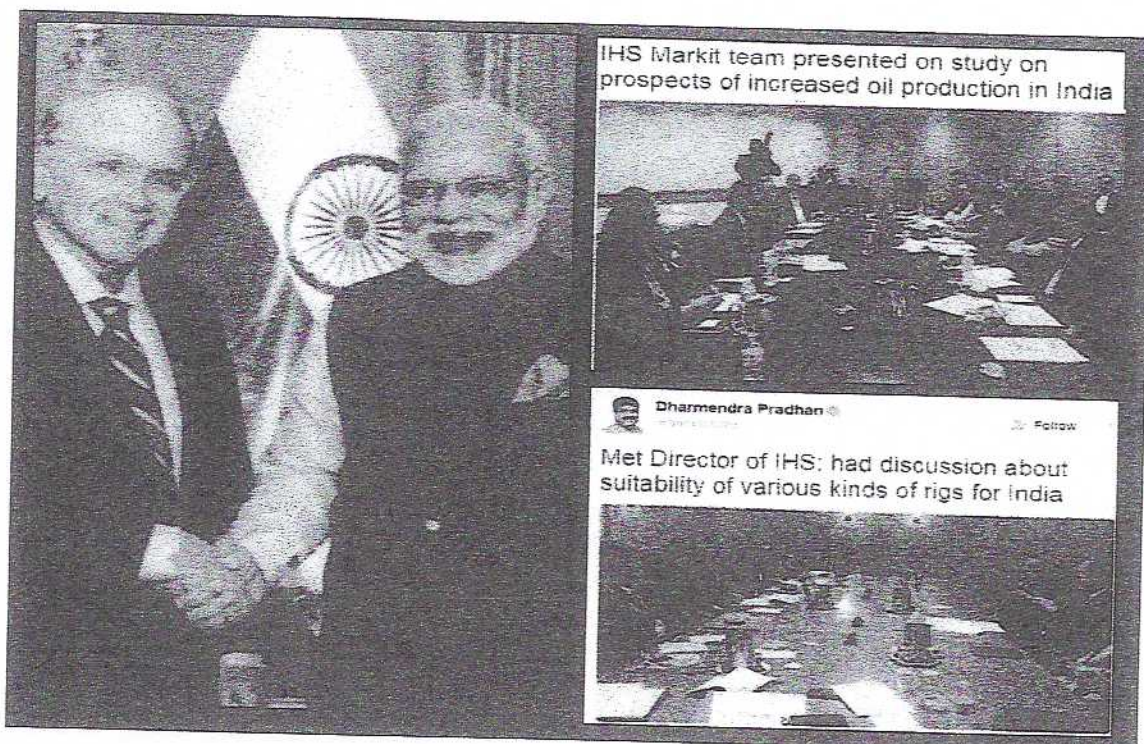 IHS Markit team presented on study on
prospects of increased oil production in India
Dharmendra Pradhan
Follow
Met Director of IHS; had discussion about
suitability of various kinds of rigs for India